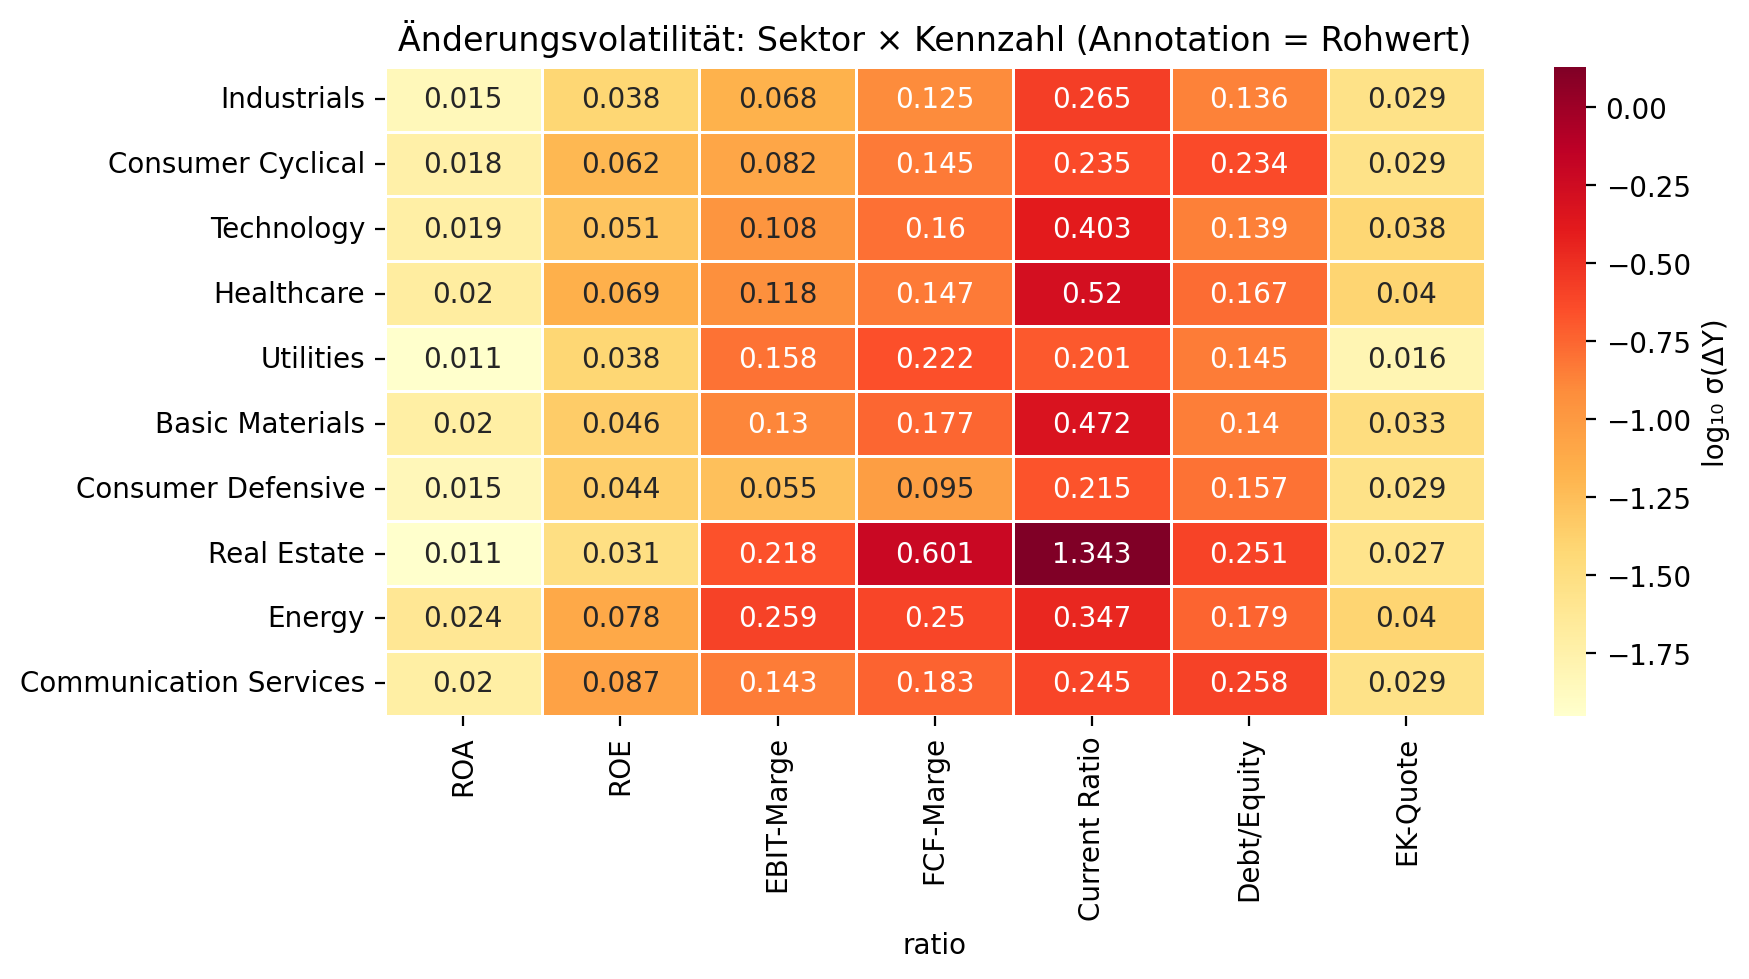 Änderungsvolatilität: Sektor × Kennzahl (Annotation = Rohwert)
Industrials 0.015 0.038 0.068 0.125 0.265 0.136 0.029
Consumer Cyclical 0.018 0.062 0.082 0.145 0.235 0.234 0.029
Technology 0.019 0.051 0.108 0.16 0.403 0.139 0.038
Healthcare 0.02 0.069 0.118 0.147 0.52 0.167 0.04
Utilities 0.011 0.038 0.158 0.222 0.201 0.145 0.016
Basic Materials 0.02 0.046 0.13 0.177 0.472 0.14 0.033
Consumer Defensive 0.015 0.044 0.055 0.095 0.215 0.157 0.029
Real Estate 0.011 0.031 0.218 0.601 1.343 0.251 0.027
Energy 0.024 0.078 0.259 0.25 0.347 0.179 0.04
Communication Services 0.02 0.087 0.143 0.183 0.245 0.258 0.029
ROA
ROE
EBIT-Marge
FCF-Marge
Current Ratio
Debt/Equity
EK-Quote
ratio
0.00
−0.25
−0.50
−0.75
−1.00
−1.25
−1.50
−1.75
log₁₀ σ(ΔY)